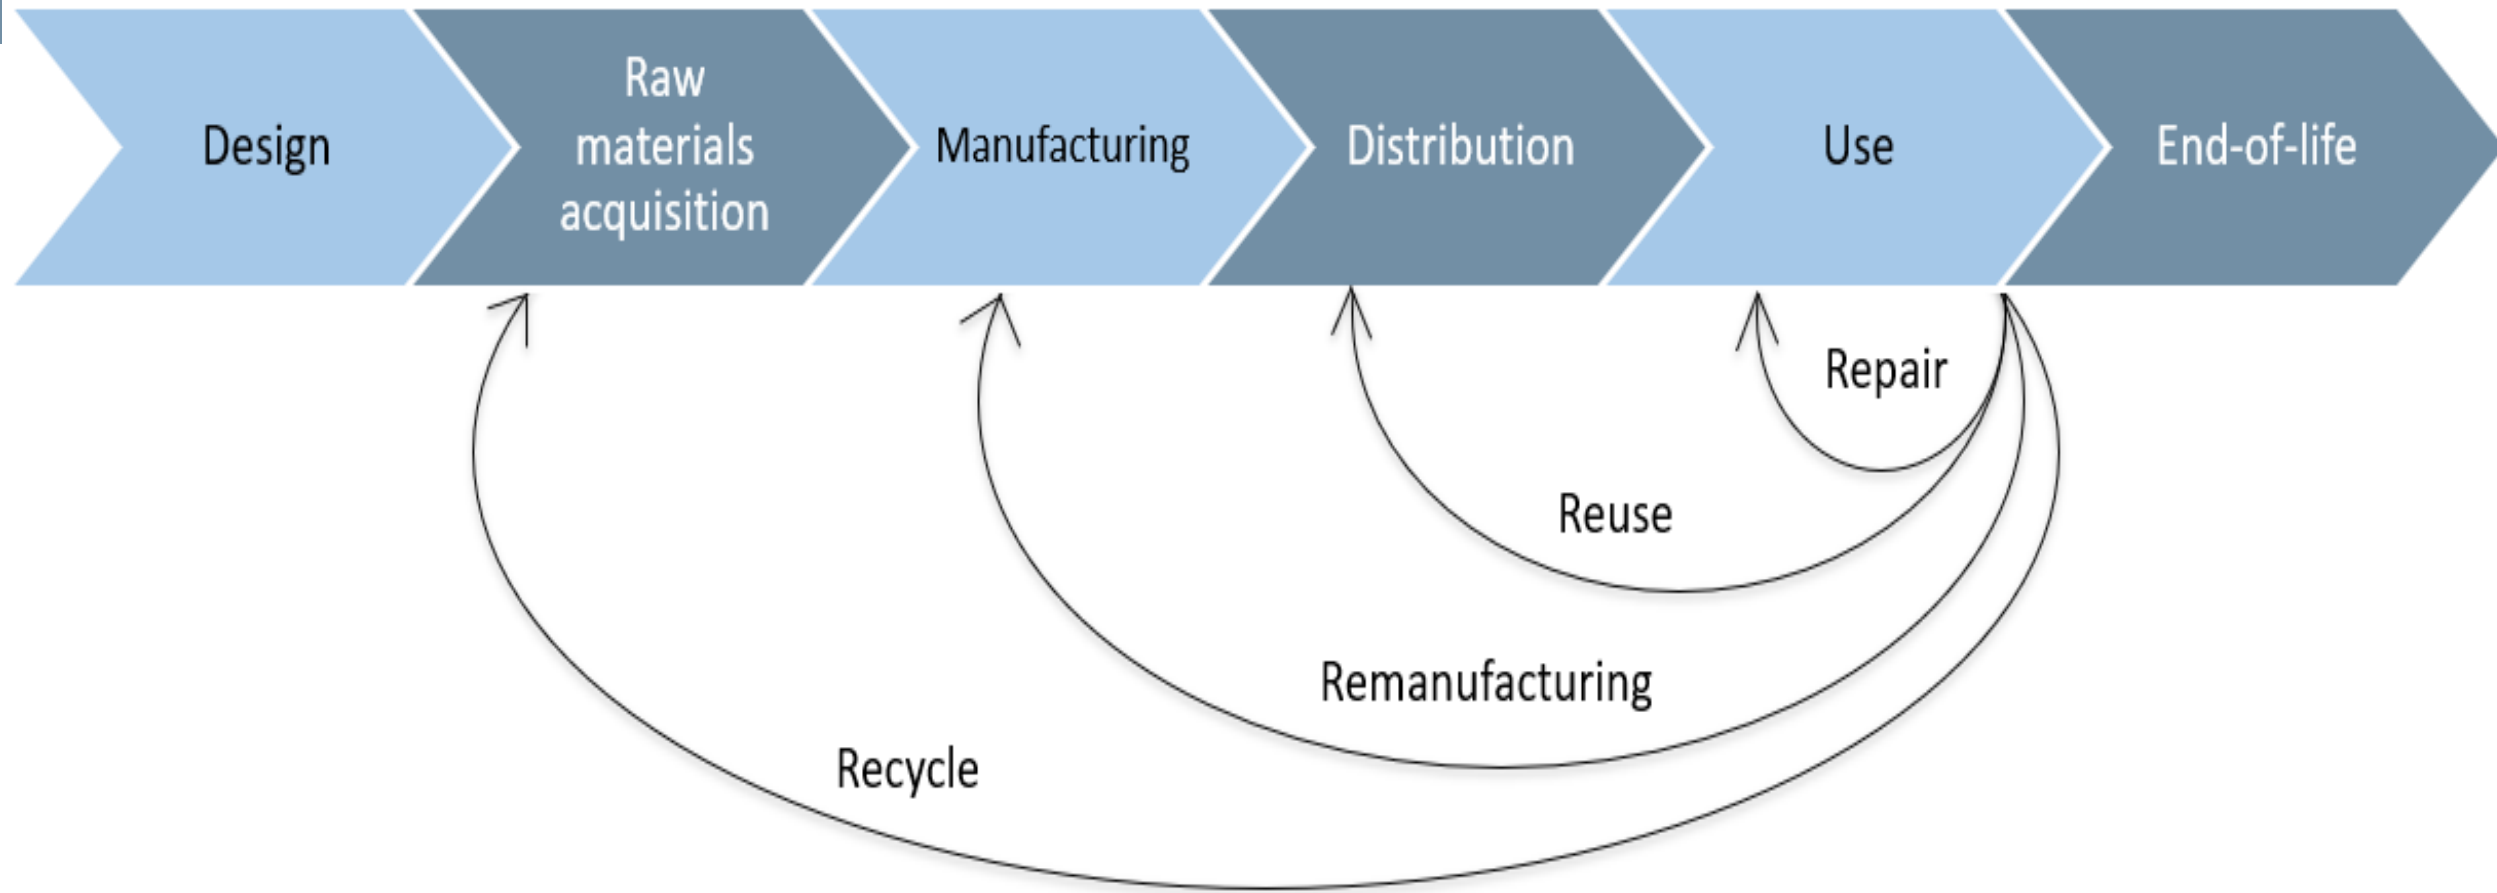 Design
Raw
materials
acquisition
Manufacturing
Distribution
Use
End-of-life
Repair
Reuse
Remanufacturing
Recycle